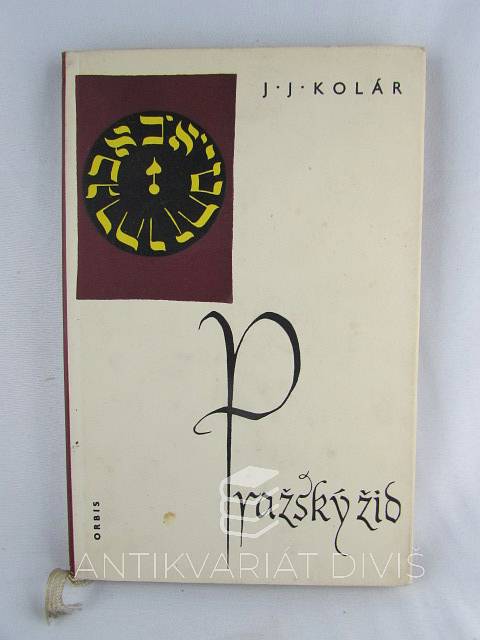 J·J·KOLÁR
Pražský žid
ORBIS
ANTIKVARIÁT DIVIŠ